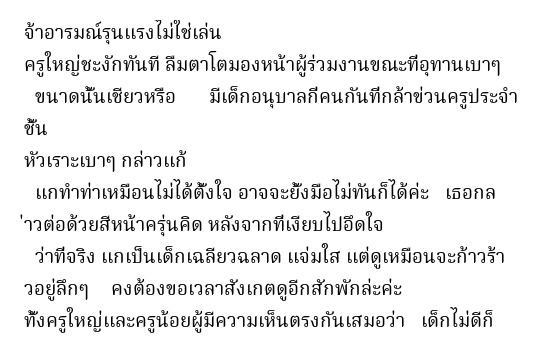 จ้าอารมณ์รุนแรงไม่ใช่เล่น
ครูใหญ่ชะงักทันที ลืมตาโตมองหน้าผู้ร่วมงานขณะที่อุทานเบาๆ
ขนาดนั้นเชียวหรือ มีเด็กอนุบาลกี่คนกันที่กล้าข่วนครูประจำ
ชั้น
หัวเราะเบาๆ กล่าวแก้
แกทำท่าเหมือนไม่ได้ตั้งใจ อาจจะยั้งมือไม่ทันก็ได้ค่ะ เธอกล
่าวต่อด้วยสีหน้าครุ่นคิด หลังจากที่เงียบไปอึดใจ
ว่าที่จริง แกเป็นเด็กเฉลียวฉลาด แจ่มใส แต่ดูเหมือนจะก้าวร้า
วอยู่ลึกๆ คงต้องขอเวลาสังเกตดูอีกสักพักล่ะค่ะ
ทั้งครูใหญ่และครูน้อยผู้มีความเห็นตรงกันเสมอว่า เด็กไม่ดีก็